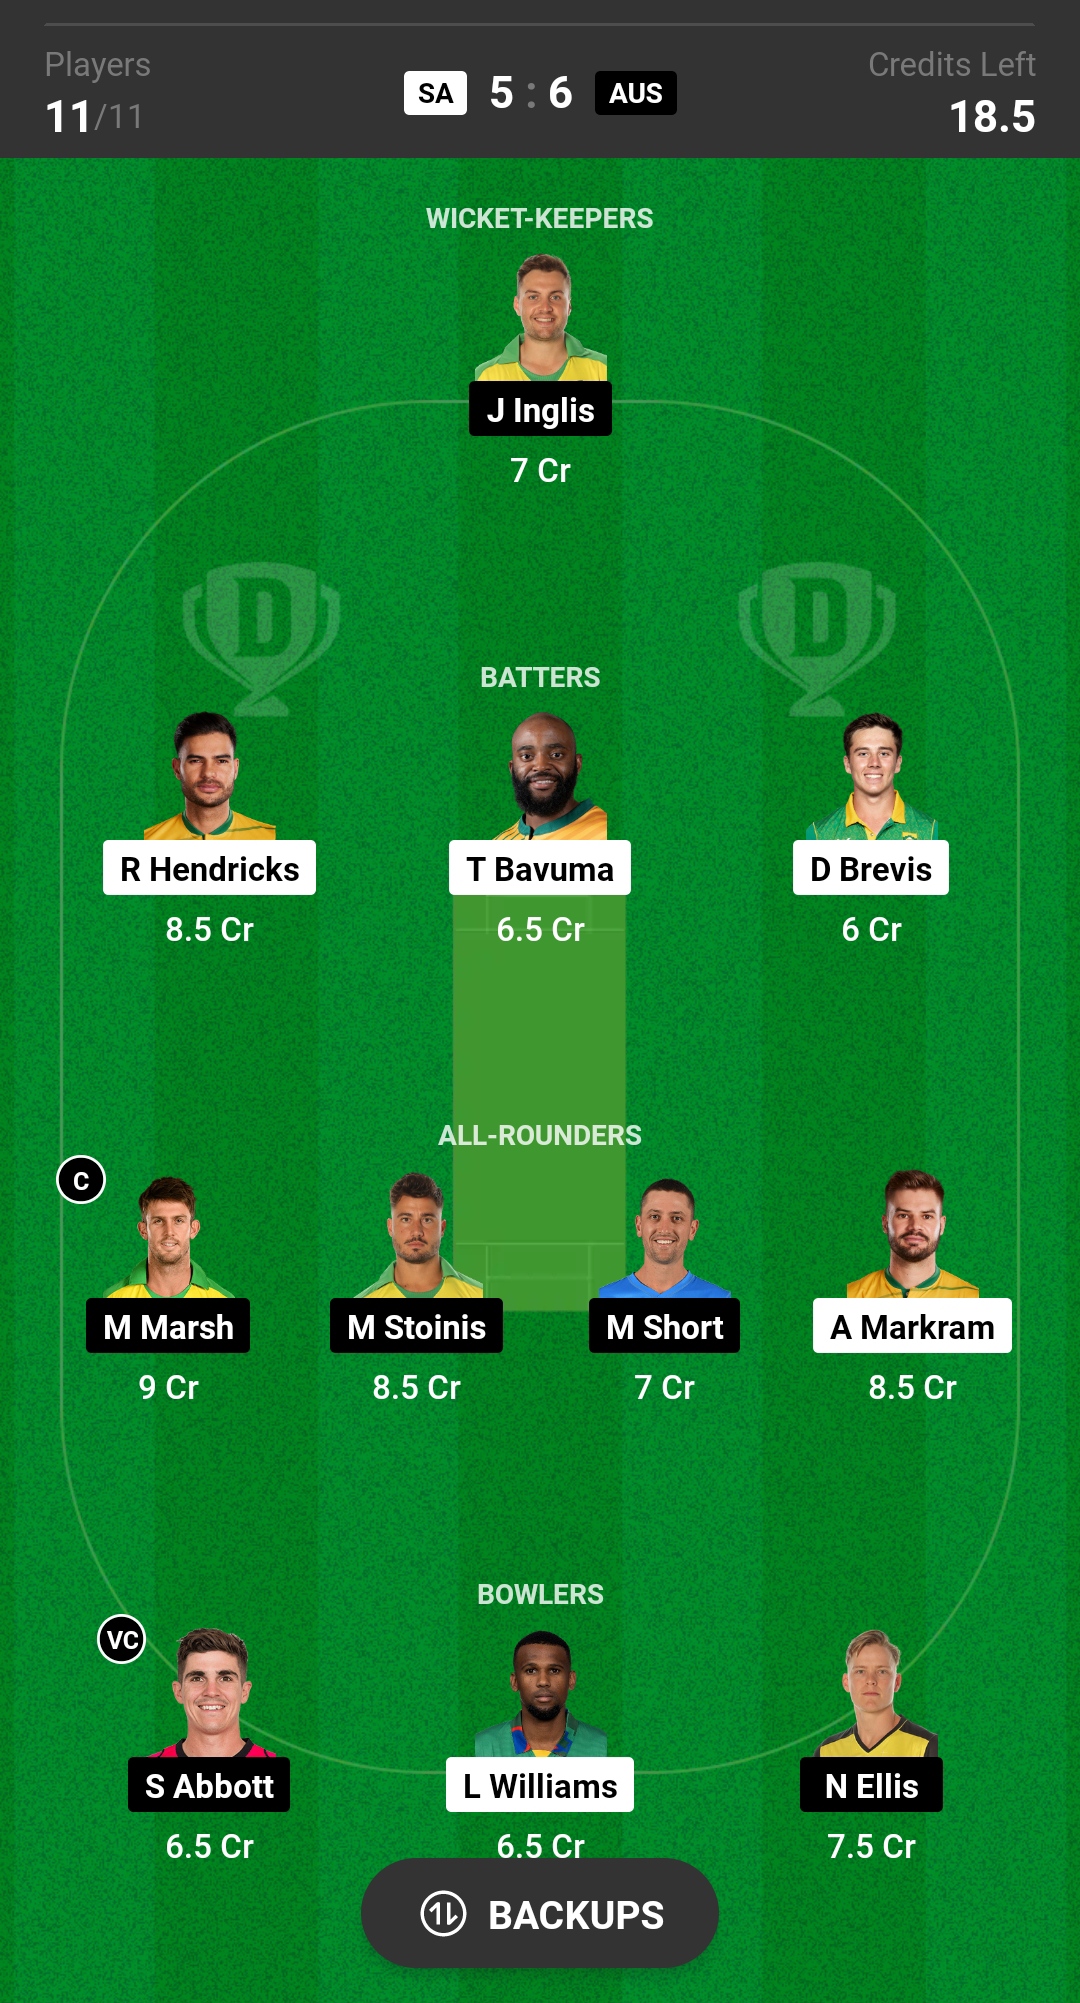 Players
11/11
SA 5 : 6 AUS
Credits Left
18.5
WICKET-KEEPERS
J Inglis
7 Cr
D D
BATTERS
R Hendricks T Bavuma D Brevis
8.5 Cr 6.5 Cr 6 Cr
ALL-ROUNDERS
C
M Marsh M Stoinis M Short A Markram
9 Cr 8.5 Cr 7 Cr 8.5 Cr
BOWLERS
VC
S Abbott L Williams N Ellis
6.5 Cr 6.5 Cr 7.5 Cr
BACKUPS